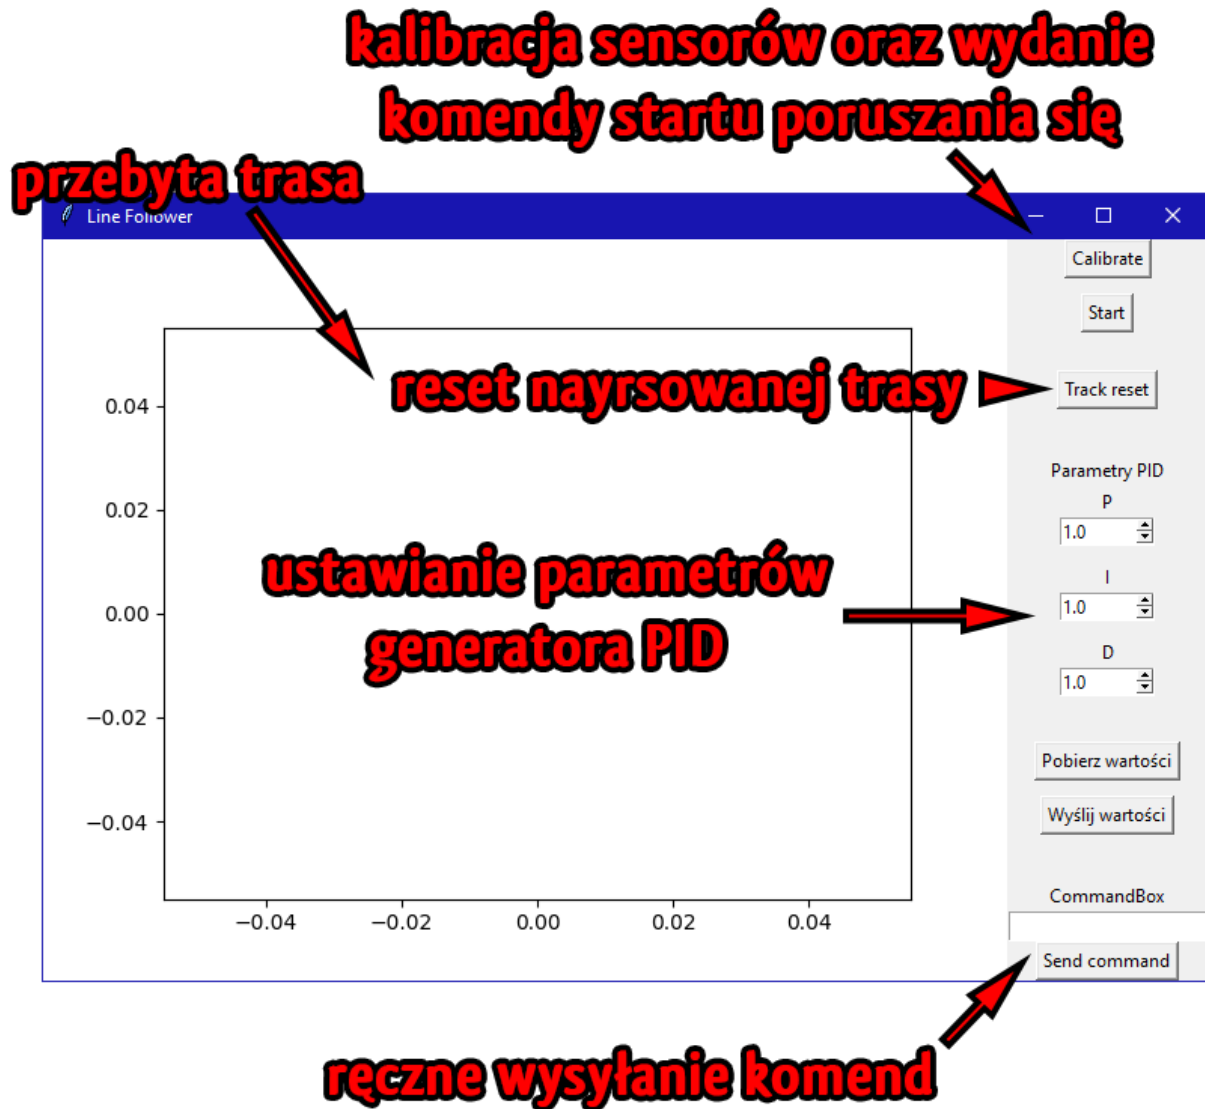 kalibracja sensorów oraz wydanie
komendy startu poruszania się
przebyta trasa
Line Follower
Calibrate
Start
reset nayrsowanej trasy
Track reset
Parametry PID
P
1.0
I
1.0
D
1.0
ustawianie parametrów
generatora PID
0.04
0.02
0.00
−0.02
−0.04
−0.04 −0.02 0.00 0.02 0.04
Pobierz wartości
Wyślij wartości
CommandBox
Send command
ręczne wysyłanie komend